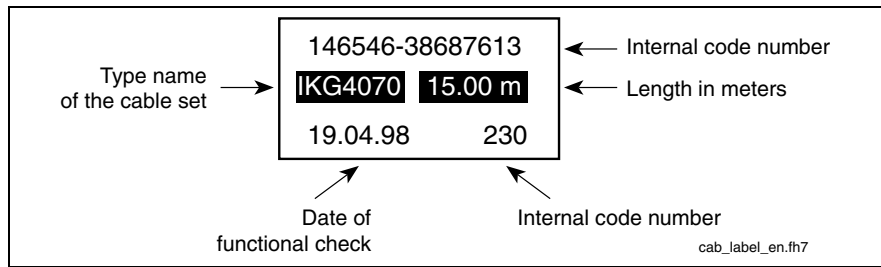 146546-38687613
Internal code number
Type name
of the cable set
IKG4070 15.00 m
Length in meters
19.04.98 230
Date of
functional check
Internal code number
cab_label_en.fh7